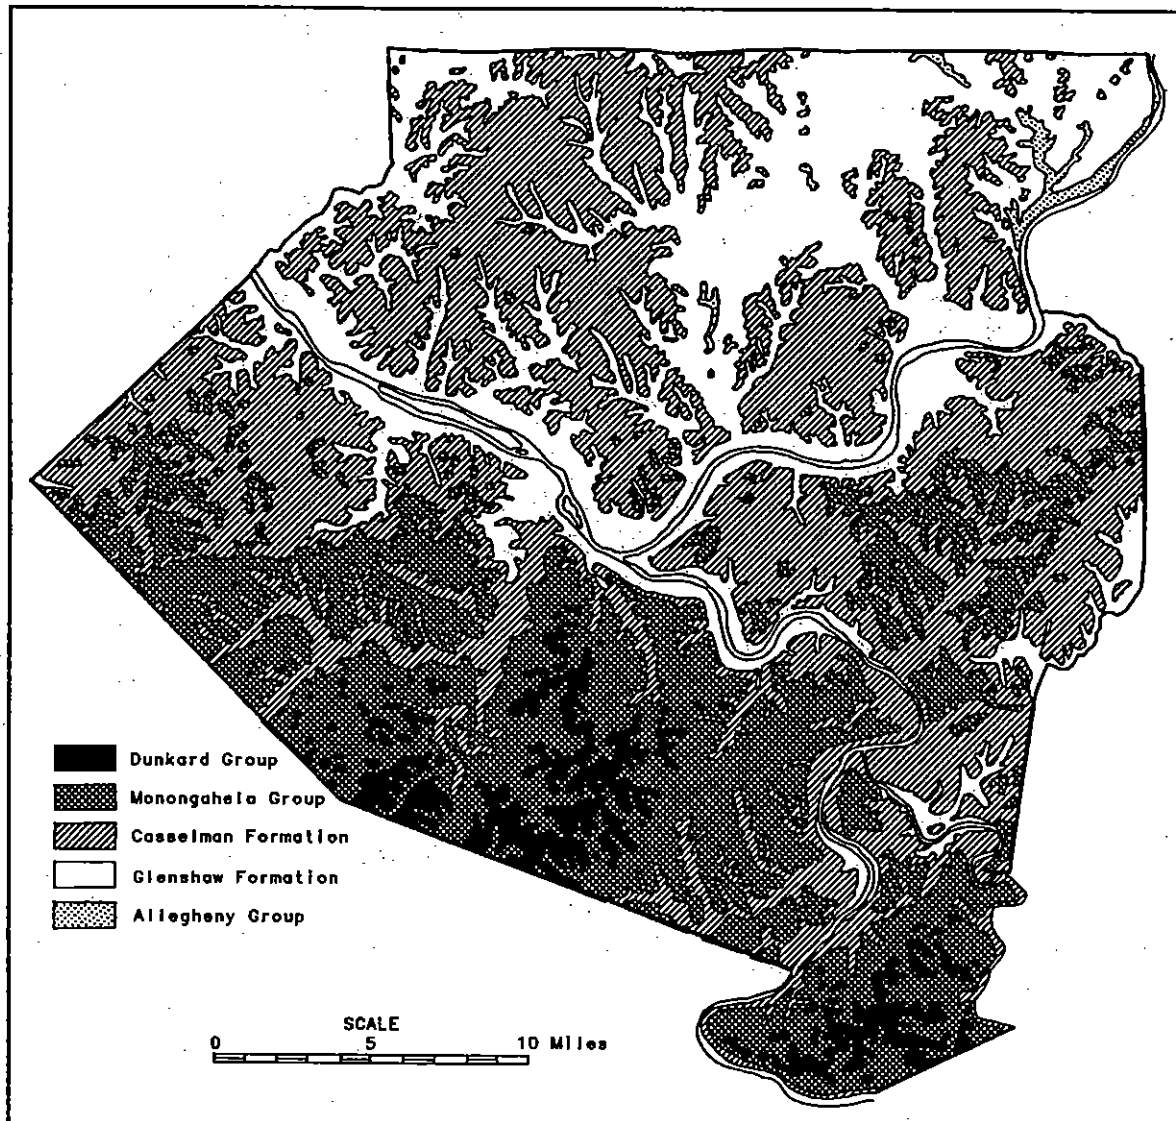 Dunkard Group
Monongahela Group
Casselman Formation
Glenshaw Formation
Allegheny Group
SCALE
0 5 10 Miles